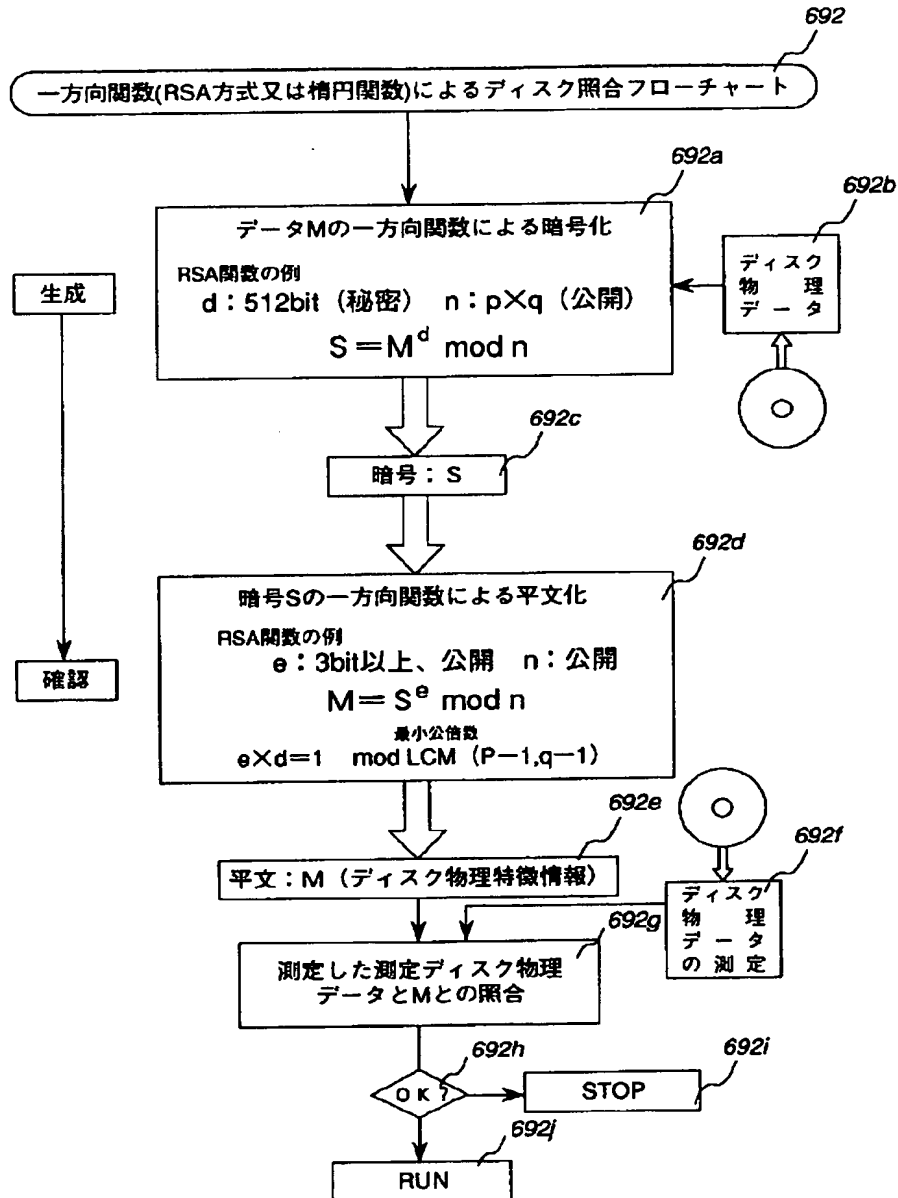 692
一方向関数(RSA方式又は楕円関数)によるディスク照合フローチャート
692a
データMの一方向関数による暗号化
RSA関数の例
d：512bit（秘密） n：p×q（公開）
S＝M^d mod n
692b
ディスク
物理
データ
生成
692c
暗号：S
692d
暗号Sの一方向関数による平文化
RSA関数の例
e：3bit以上、公開 n：公開
M＝S^e mod n
最小公倍数
e×d＝1 mod LCM（P－1,q－1）
確認
692e
平文：M（ディスク物理特徴情報）
692f
ディスク
物理
データ
の測定
692g
測定した測定ディスク物理
データとMとの照合
692h
OK？
692i
STOP
692j
RUN